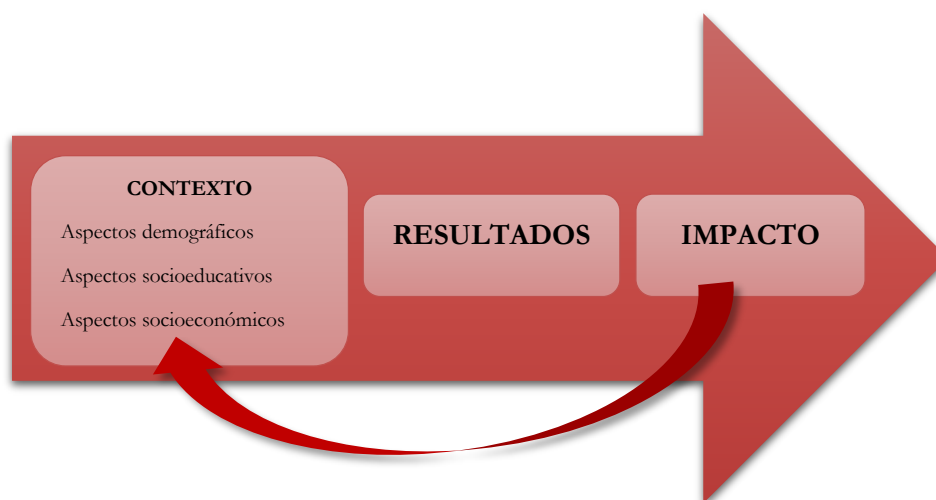 CONTEXTO
Aspectos demográficos
Aspectos socioeducativos
Aspectos socioeconómicos
RESULTADOS
IMPACTO